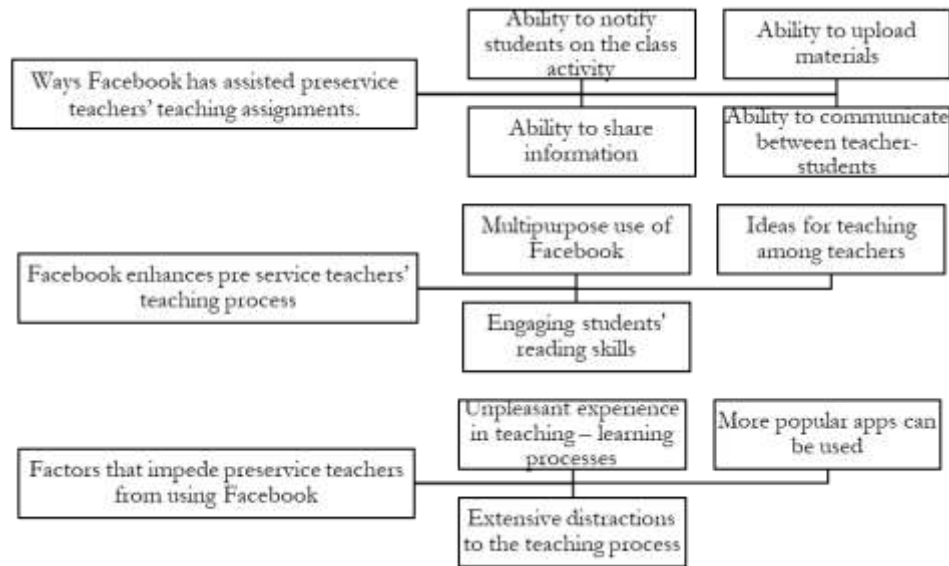 Ways Facebook has assisted preservice
teachers' teaching assignments.
Ability to notify
students on the class
activity
Ability to upload
materials
Ability to share
information
Ability to communicate
between teacher-
students
Facebook enhances pre service teachers'
teaching process
Multipurpose use of
Facebook
Ideas for teaching
among teachers
Engaging students'
reading skills
Factors that impede preservice teachers
from using Facebook
Unpleasant experience
in teaching – learning
processes
More popular apps can
be used
Extensive distractions
to the teaching process